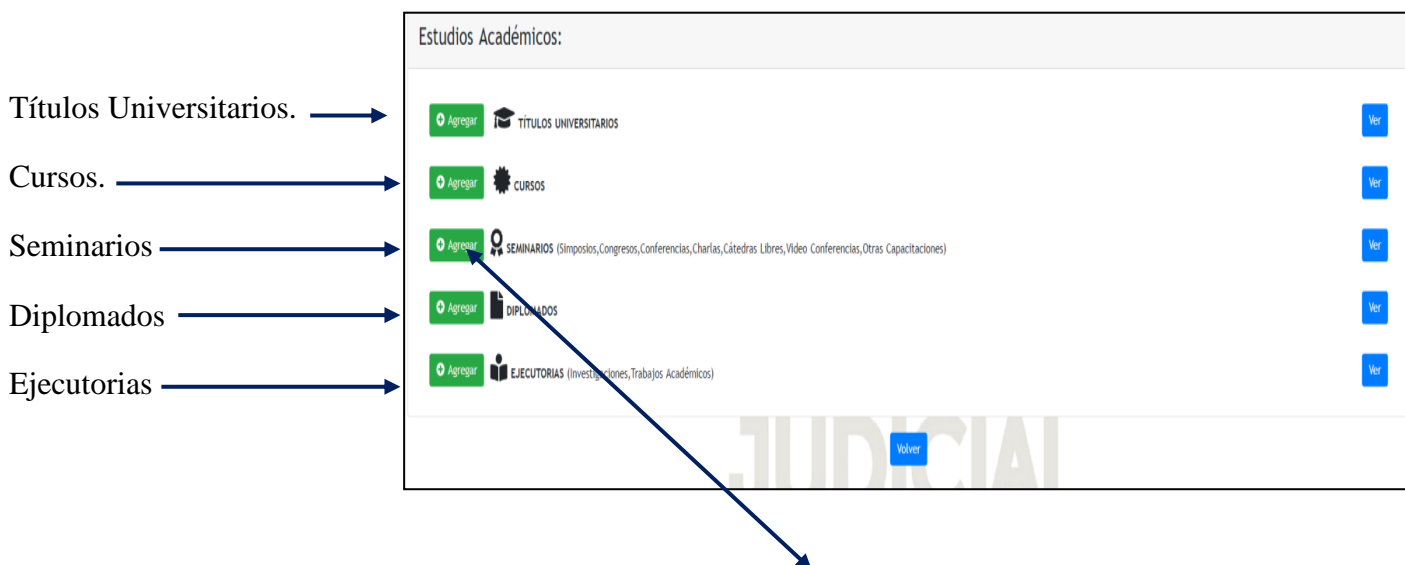 Estudios Académicos:
Títulos Universitarios.
Agregar TÍTULOS UNIVERSITARIOS Ver
Cursos.
Agregar CURSOS Ver
Seminarios
Agregar SEMINARIOS (Simposios,Congresos,Conferencias,Charlas,Cátedras Libres,Video Conferencias,Otras Capacitaciones) Ver
Diplomados
Agregar DIPLOMADOS Ver
Ejecutorias
Agregar EJECUTORIAS (Investigaciones,Trabajos Académicos) Ver
JUDICIAL
Volver